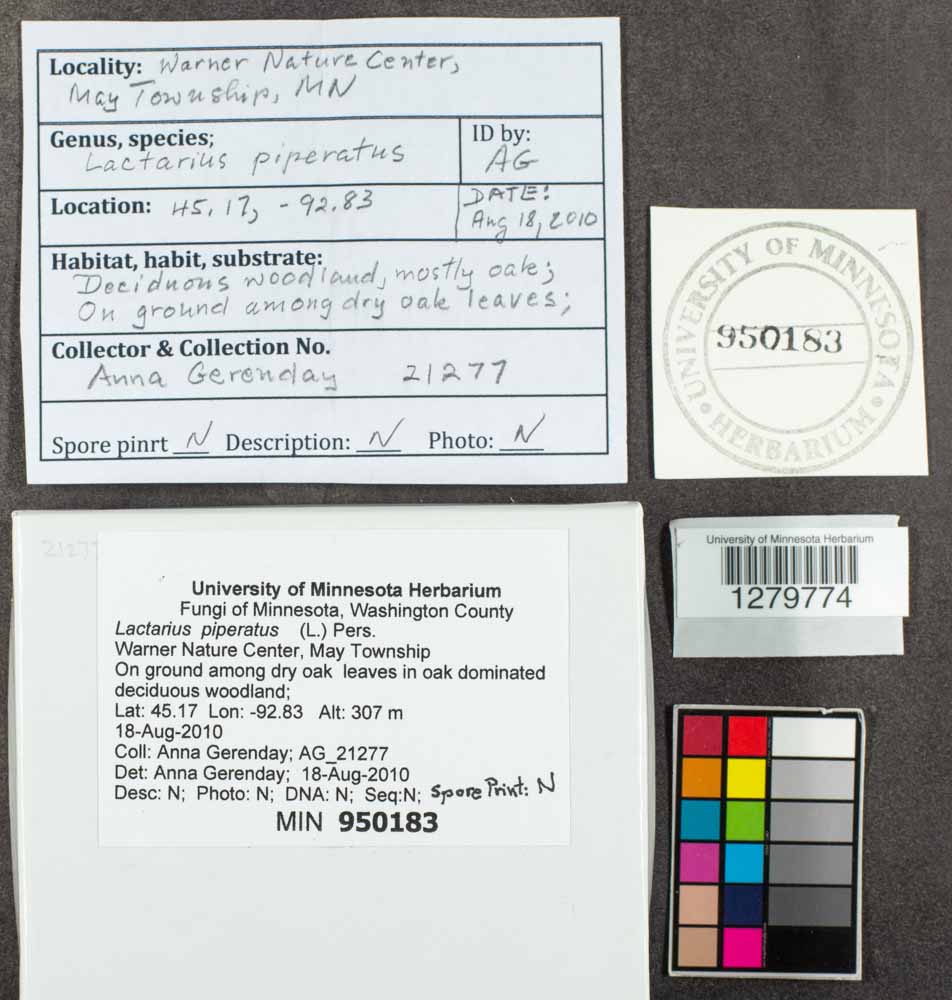 Locality: Warner Nature Center,
May Township, MN
Genus, species;
Lactarius piperatus
ID by:
AG
Location: 45.17, -92.83
DATE:
Aug 18, 2010
Habitat, habit, substrate:
Deciduous woodland, mostly oak;
On ground among dry oak leaves;
Collector & Collection No.
Anna Gerenday 21277
Spore pinrt N Description: N Photo: N
UNIVERSITY OF MINNESOTA
950183
• HERBARIUM •
21277
University of Minnesota Herbarium
Fungi of Minnesota, Washington County
Lactarius piperatus (L.) Pers.
Warner Nature Center, May Township
On ground among dry oak leaves in oak dominated
deciduous woodland;
Lat: 45.17 Lon: -92.83 Alt: 307 m
18-Aug-2010
Coll: Anna Gerenday; AG_21277
Det: Anna Gerenday; 18-Aug-2010
Desc: N; Photo: N; DNA: N; Seq:N; Spore Print: N
MIN 950183
University of Minnesota Herbarium
1279774